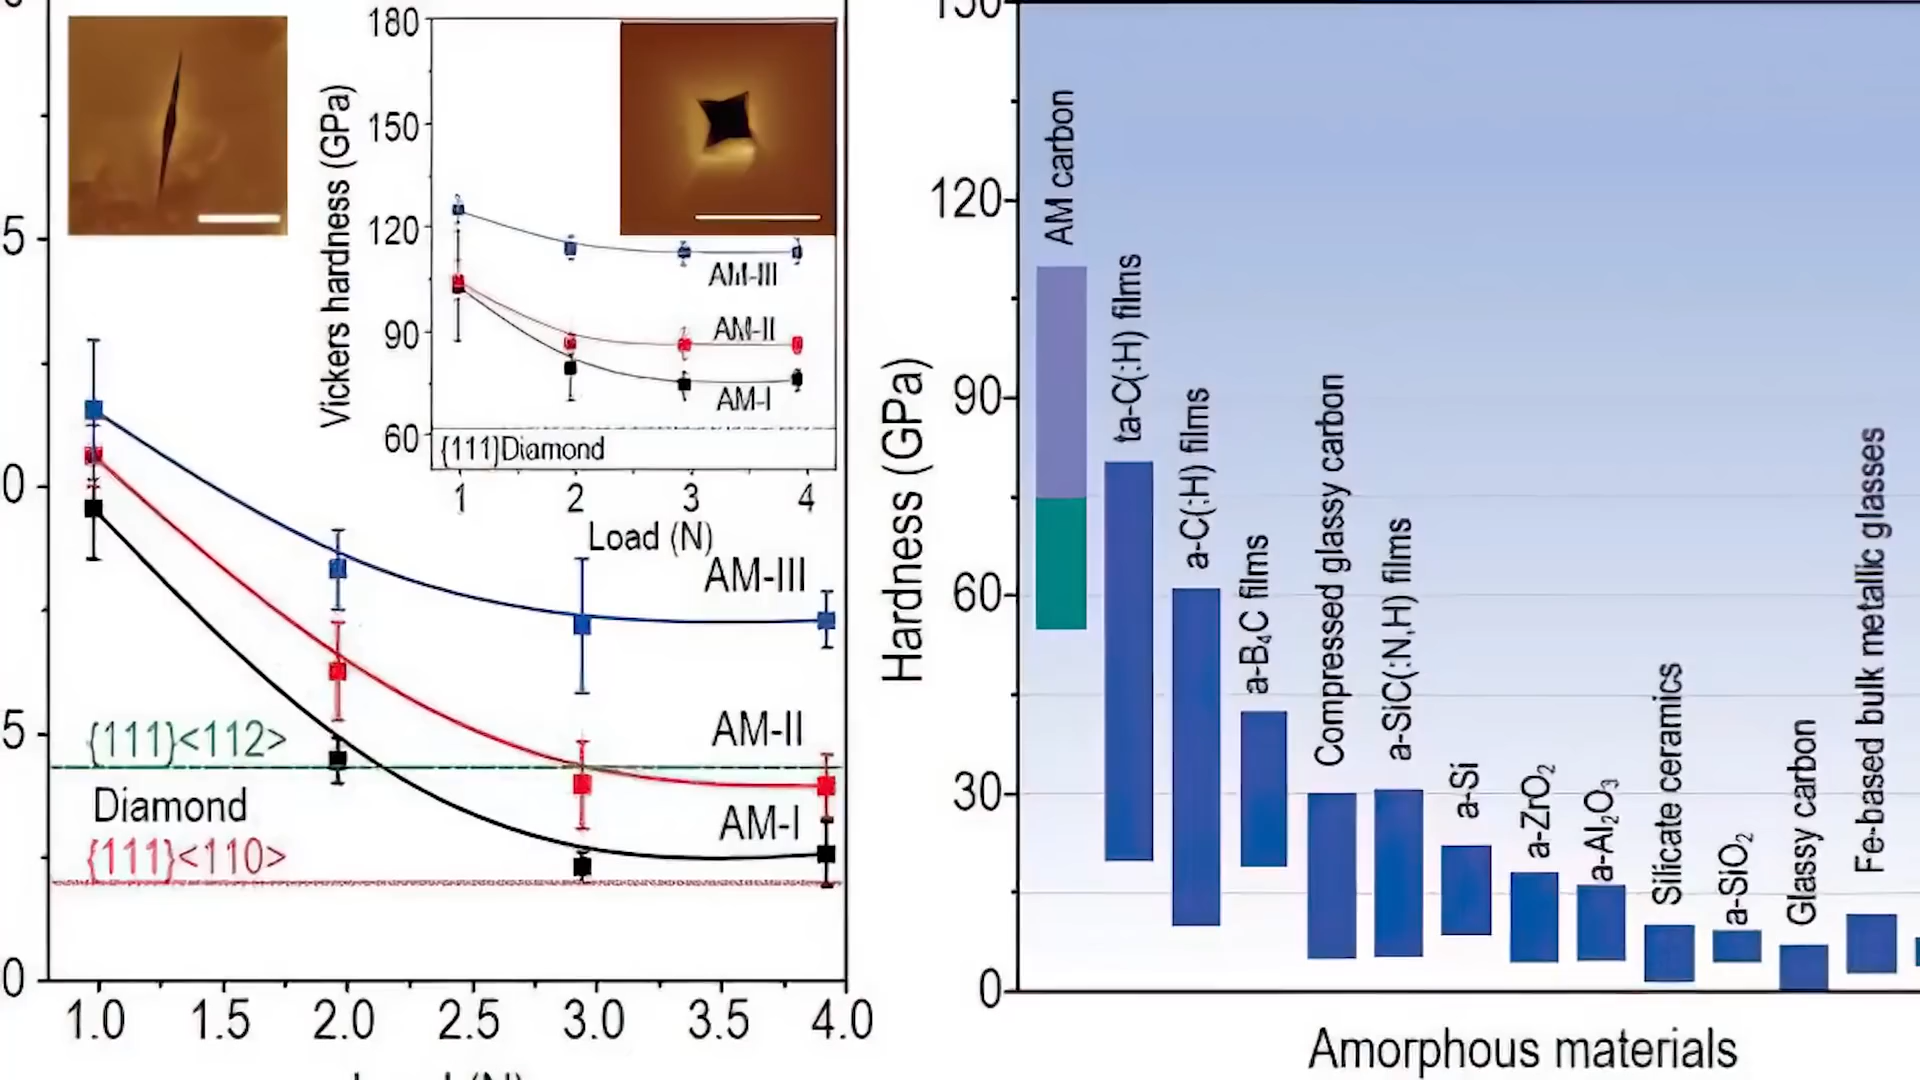 180
150
120
90
60
Vickers hardness (GPa)
AM-III
AM-II
AM-I
{111}Diamond
1 2 3 4
Load (N)
5
0
5
0
AM-III
AM-II
AM-I
{111}<112>
Diamond
{111}<110>
1.0 1.5 2.0 2.5 3.0 3.5 4.0
Load (N)
150
120
90
60
30
0
Hardness (GPa)
AM carbon
ta-C(:H) films
a-C(:H) films
a-B₄C films
Compressed glassy carbon
a-SiC(:N,H) films
a-Si
a-ZrO₂
a-Al₂O₃
Silicate ceramics
a-SiO₂
Glassy carbon
Fe-based bulk metallic glasses
Amorphous materials